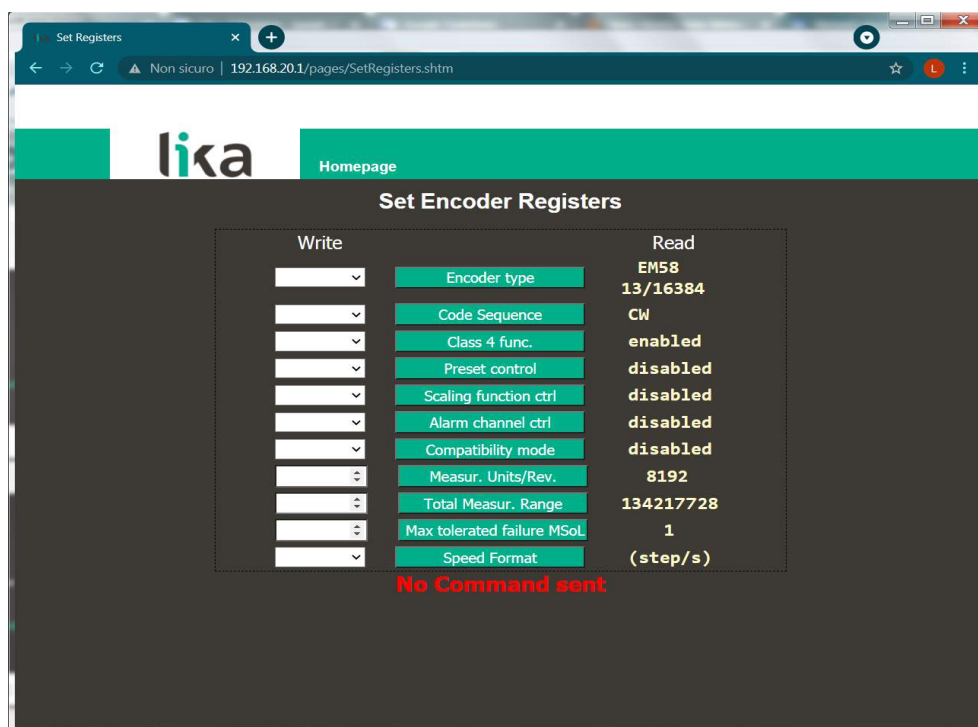 Set Registers
Non sicuro | 192.168.20.1/pages/SetRegisters.shtm
L
lika
Homepage
Set Encoder Registers
Write Read
Encoder type EM58
13/16384
Code Sequence CW
Class 4 func. enabled
Preset control disabled
Scaling function ctrl disabled
Alarm channel ctrl disabled
Compatibility mode disabled
Measur. Units/Rev. 8192
Total Measur. Range 134217728
Max tolerated failure MSoL 1
Speed Format (step/s)
No Command sent